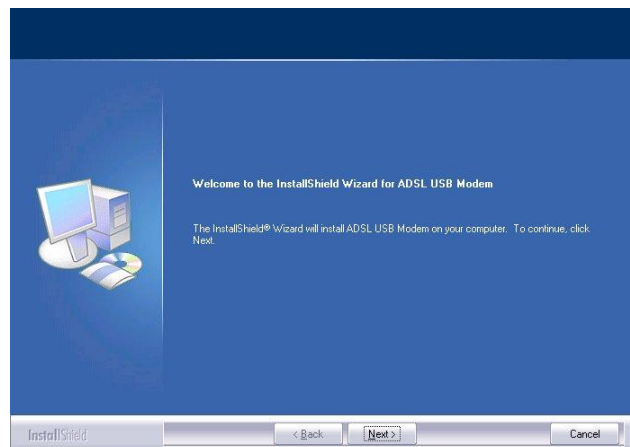 Welcome to the InstallShield Wizard for ADSL USB Modem
The InstallShield® Wizard will install ADSL USB Modem on your computer. To continue, click
Next.
InstallShield
< Back
Next >
Cancel